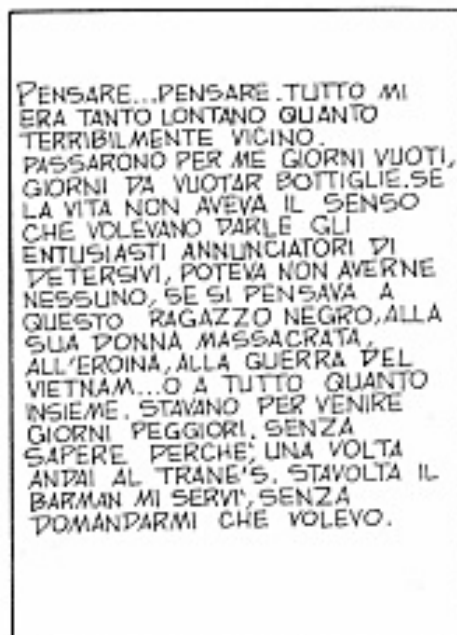 PENSARE...PENSARE.TUTTO MI
ERA TANTO LONTANO QUANTO
TERRIBILMENTE VICINO.
PASSARONO PER ME GIORNI VUOTI,
GIORNI DA VUOTAR BOTTIGLIE.SE
LA VITA NON AVEVA IL SENSO
CHE VOLEVANO DARLE GLI
ENTUSIASTI ANNUNCIATORI DI
DETERSIVI, POTEVA NON AVERNE
NESSUNO, SE SI PENSAVA A
QUESTO RAGAZZO NEGRO, ALLA
SUA DONNA MASSACRATA,
ALL'EROINA, ALLA GUERRA DEL
VIETNAM...O A TUTTO QUANTO
INSIEME. STAVANO PER VENIRE
GIORNI PEGGIORI. SENZA
SAPERE PERCHE', UNA VOLTA
ANDAI AL TRANE'S. STAVOLTA IL
BARMAN MI SERVI', SENZA
DOMANDARMI CHE VOLEVO.